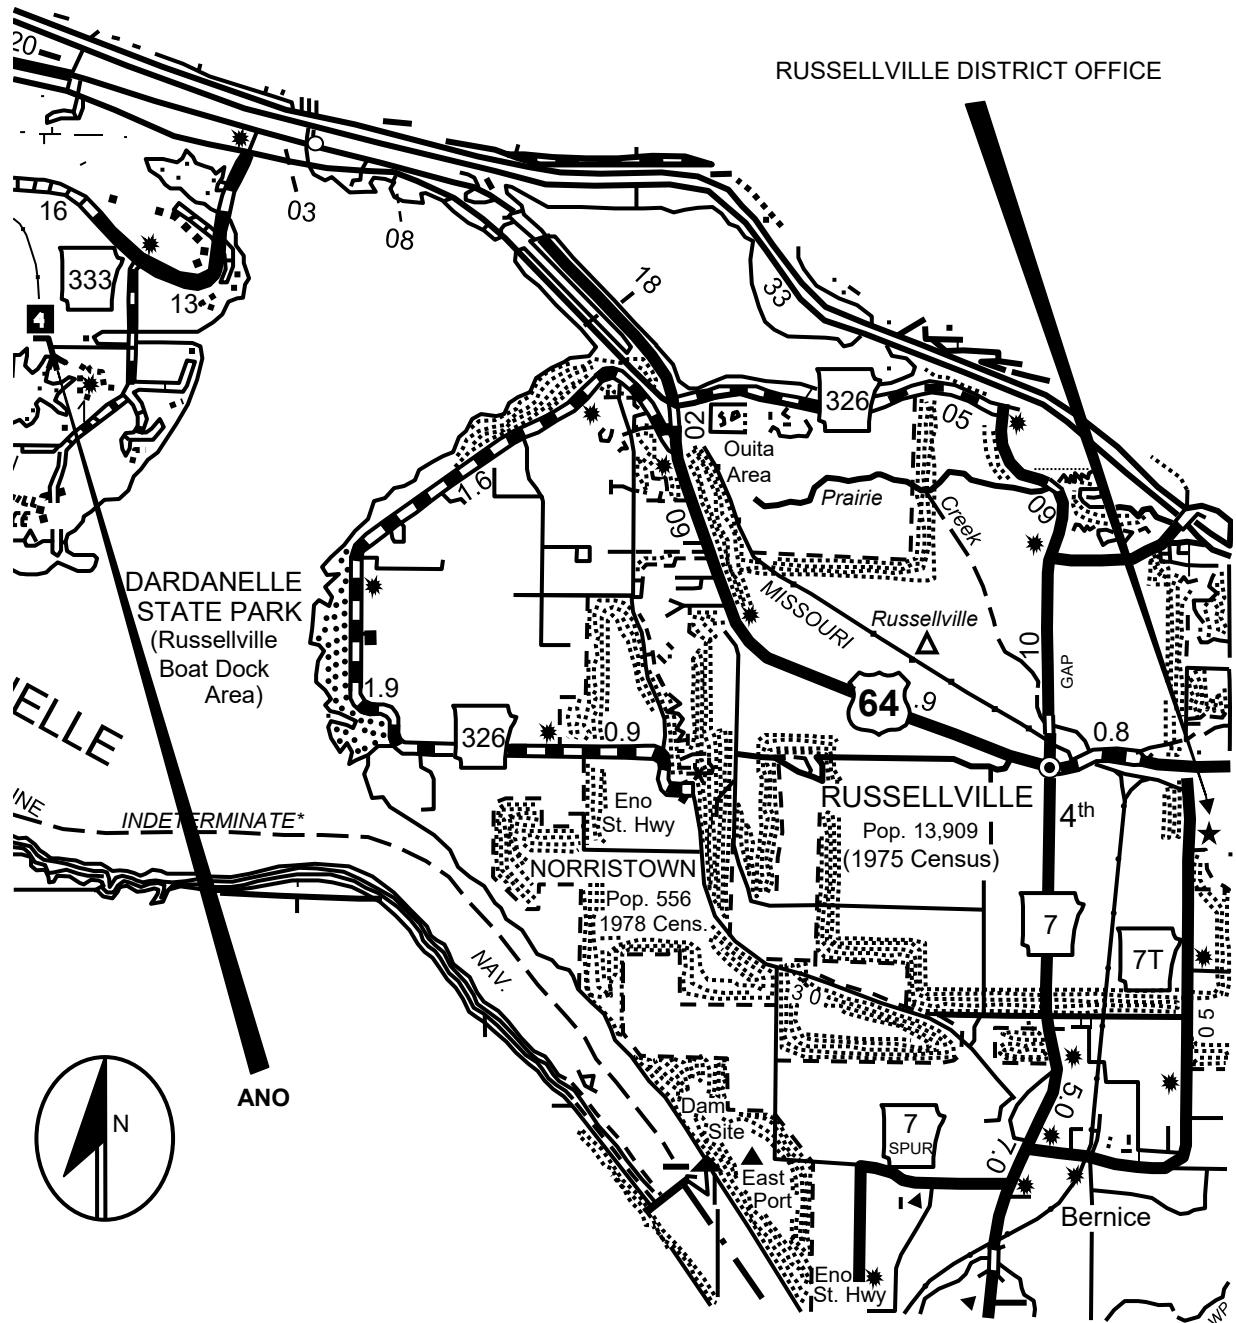 RUSSELLVILLE DISTRICT OFFICE
20
16
03
08
18
33
333
13
4
1
326
05
02
Ouita
Area
1.6
Prairie
Creek
09
09
DARDANELLE
STATE PARK
(Russellville
Boat Dock
Area)
MISSOURI
Russellville
10
GAP
1.9
64
.9
ELLE
326
0.9
0.8
INDETERMINATE*
Eno
St. Hwy
RUSSELLVILLE
Pop. 13,909
(1975 Census)
4th
NORRISTOWN
Pop. 556
1978 Cens.
7
7T
NAV.
3 0
0 5
ANO
N
Dam
Site
East
Port
7
SPUR
5.0
7.0
Bernice
Eno
St. Hwy
WP